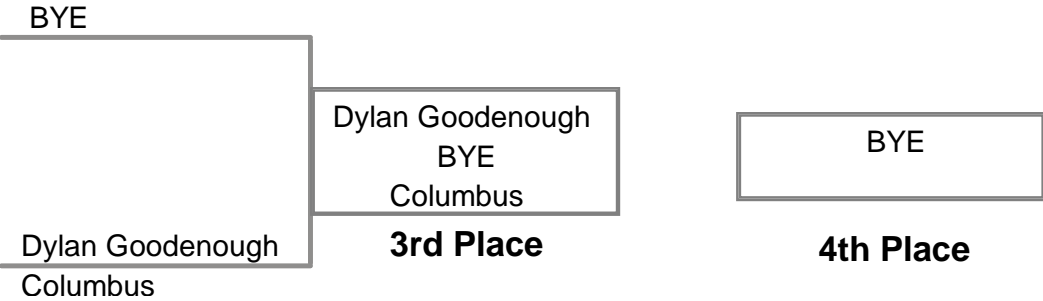 BYE
Dylan Goodenough
BYE
Columbus
3rd Place
Dylan Goodenough
Columbus
BYE
4th Place